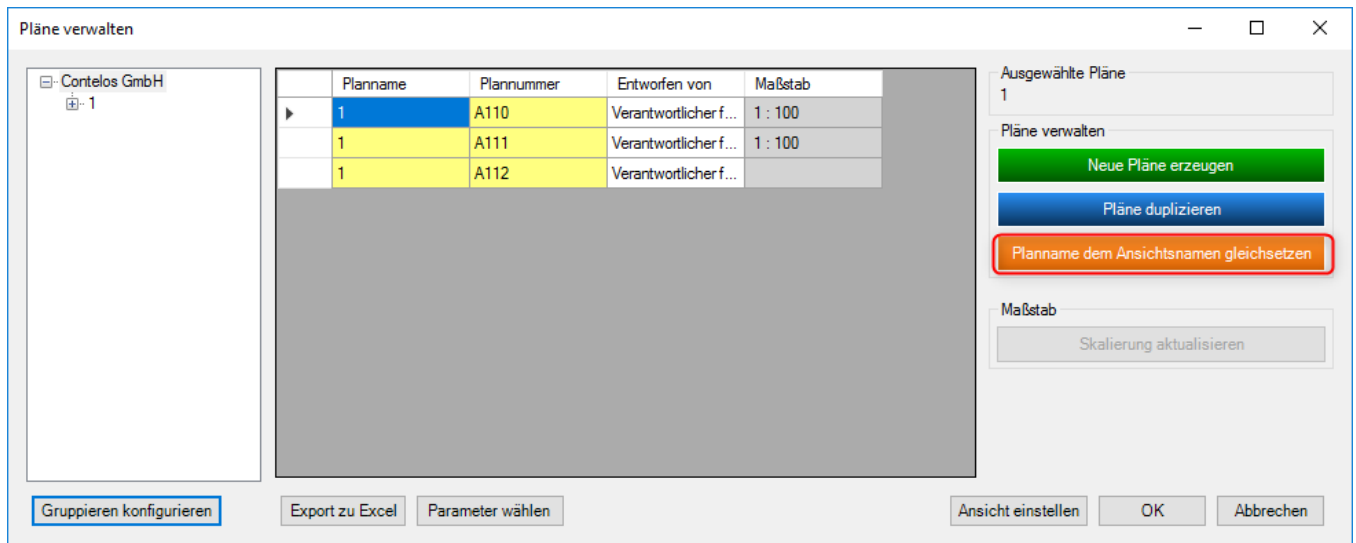 Pläne verwalten
Contelos GmbH
1
Planname Plannummer Entworfen von Maßstab
1 A110 Verantwortlicher f... 1 : 100
1 A111 Verantwortlicher f... 1 : 100
1 A112 Verantwortlicher f...
Ausgewählte Pläne
1
Pläne verwalten
Neue Pläne erzeugen
Pläne duplizieren
Planname dem Ansichtsnamen gleichsetzen
Maßstab
Skalierung aktualisieren
Gruppieren konfigurieren Export zu Excel Parameter wählen Ansicht einstellen OK Abbrechen